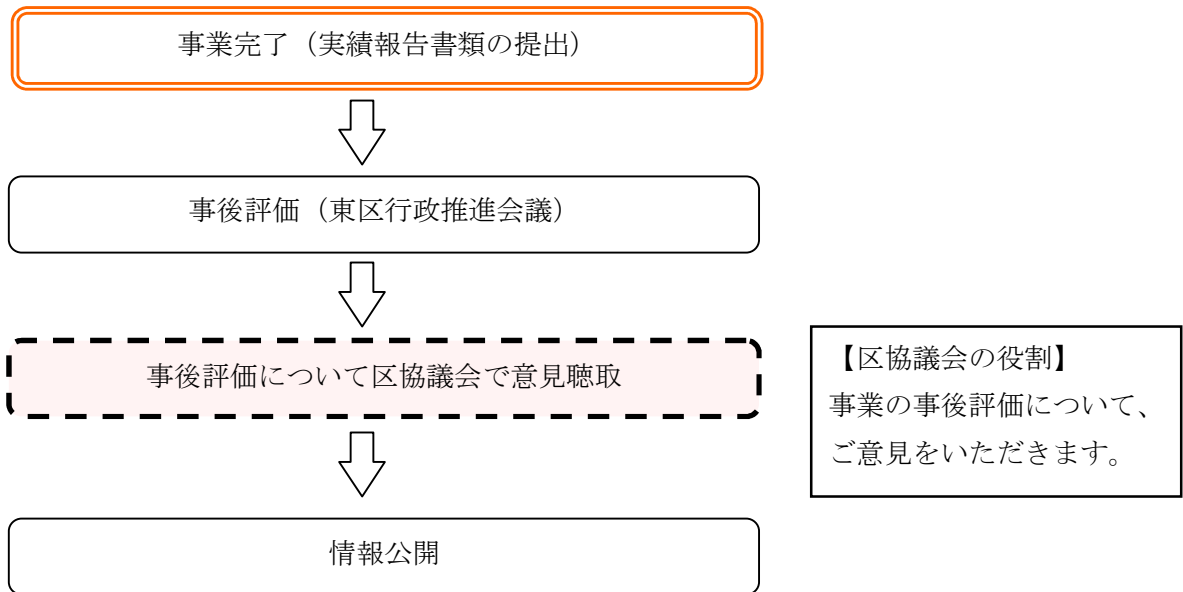 事業完了（実績報告書類の提出）
事後評価（東区行政推進会議）
事後評価について区協議会で意見聴取
【区協議会の役割】
事業の事後評価について、
ご意見をいただきます。
情報公開